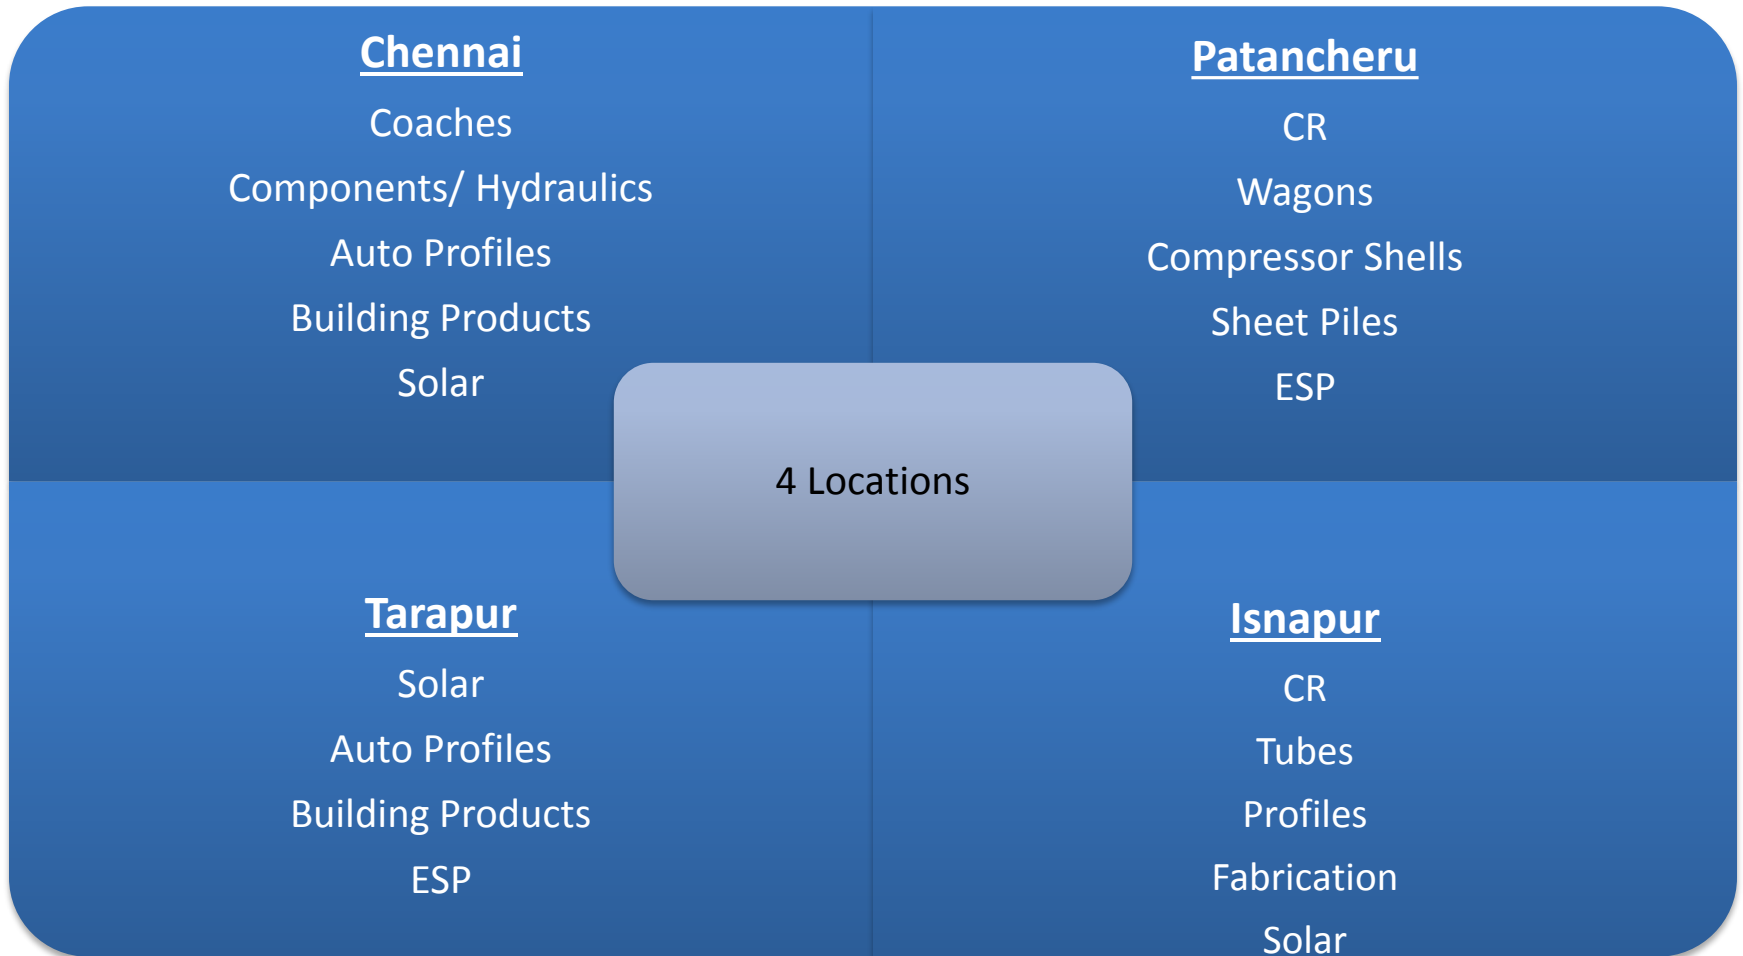 Chennai
Coaches
Components/ Hydraulics
Auto Profiles
Building Products
Solar
Patancheru
CR
Wagons
Compressor Shells
Sheet Piles
ESP
4 Locations
Tarapur
Solar
Auto Profiles
Building Products
ESP
Isnapur
CR
Tubes
Profiles
Fabrication
Solar